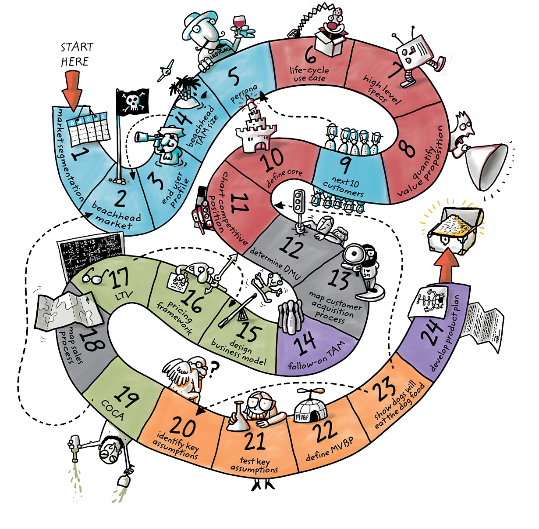 START
HERE
1
market segmentation
2
beachhead
market
3
end user
profile
4
beachhead
TAM size
5
persona
6
life-cycle
use case
7
high level
specs
8
quantify
value proposition
9
next 10
customers
10
define core
11
chart competitive
position
12
determine DMU
13
map customer
acquisition
process
14
follow-on TAM
15
design
business model
16
pricing
framework
17
LTV
18
map sales
process
19
COCA
?
20
identify key
assumptions
21
test key
assumptions
22
define MVBP
23
show dogs will
eat the dog food
24
develop product plan